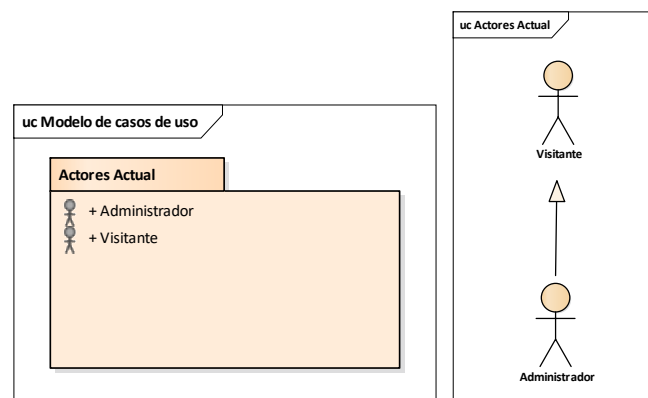 uc Modelo de casos de uso
Actores Actual
+ Administrador
+ Visitante
uc Actores Actual
Visitante
Administrador